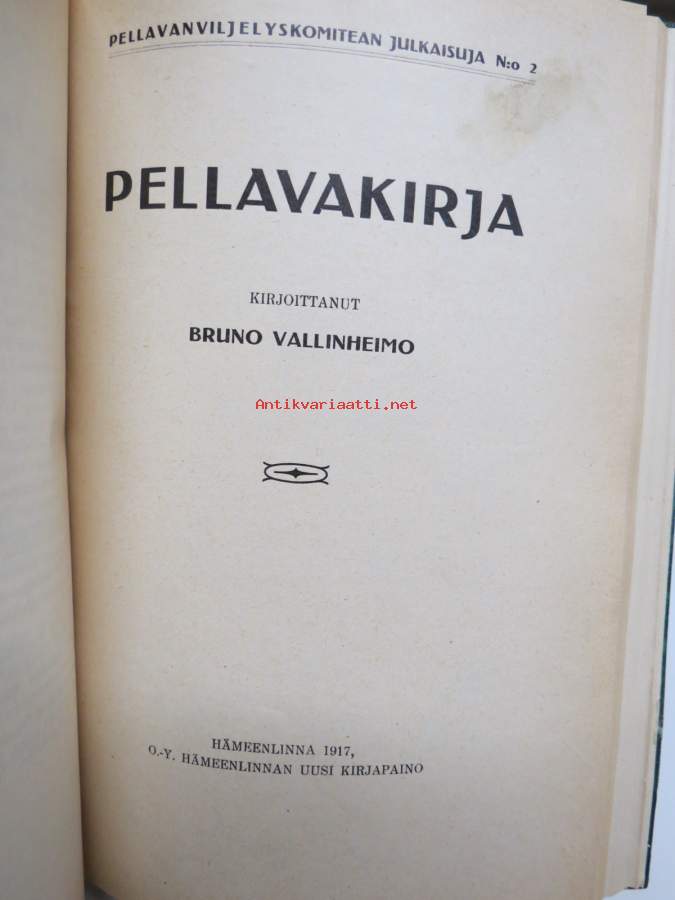 PELLAVANVILJELYSKOMITEAN JULKAISUJA N:o 2
PELLAVAKIRJA
KIRJOITTANUT
BRUNO VALLINHEIMO
Antikvariaatti.net
HÄMEENLINNA 1917,
O.-Y. HÄMEENLINNAN UUSI KIRJAPAINO